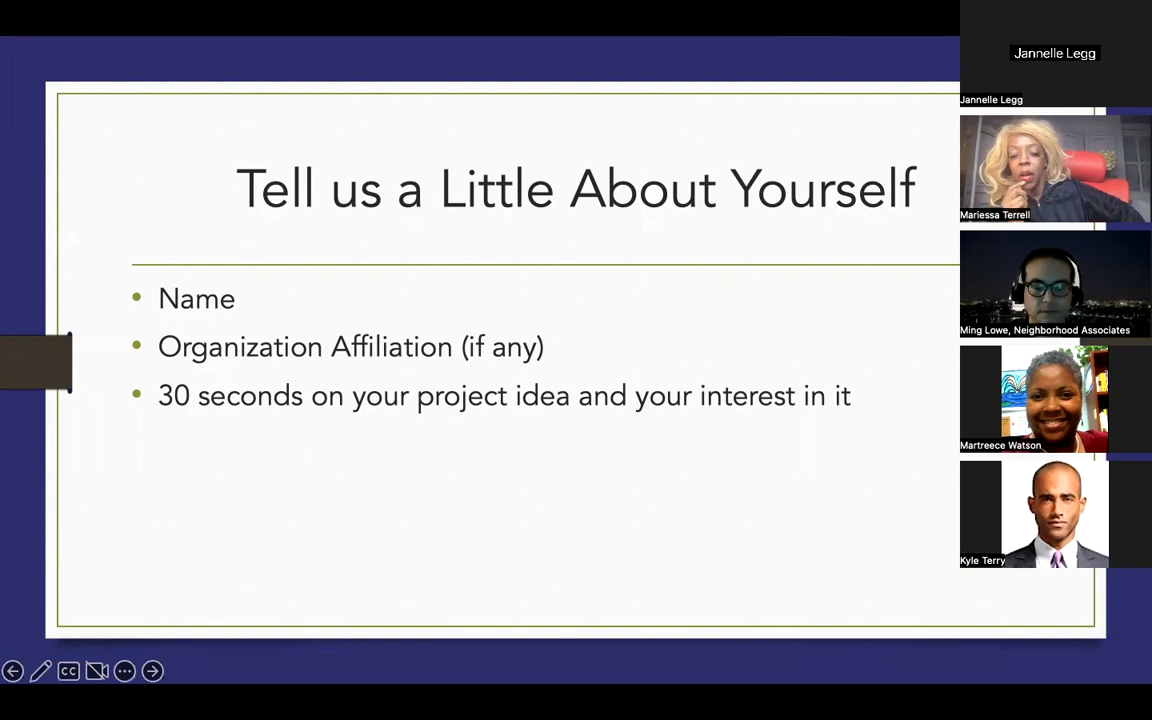 Jannelle Legg
Jannelle Legg
Tell us a Little About Yourself
Mariessa Terrell
• Name
Ming Lowe, Neighborhood Associates
• Organization Affiliation (if any)
• 30 seconds on your project idea and your interest in it
Martreece Watson
Kyle Terry
CC